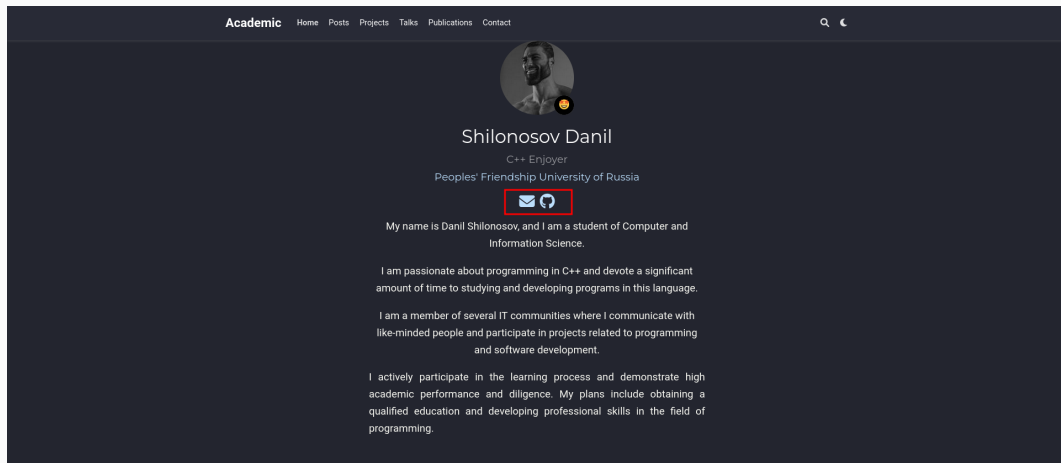 Academic Home Posts Projects Talks Publications Contact
Shilonosov Danil
C++ Enjoyer
Peoples' Friendship University of Russia
My name is Danil Shilonosov, and I am a student of Computer and
Information Science.
I am passionate about programming in C++ and devote a significant
amount of time to studying and developing programs in this language.
I am a member of several IT communities where I communicate with
like-minded people and participate in projects related to programming
and software development.
I actively participate in the learning process and demonstrate high
academic performance and diligence. My plans include obtaining a
qualified education and developing professional skills in the field of
programming.